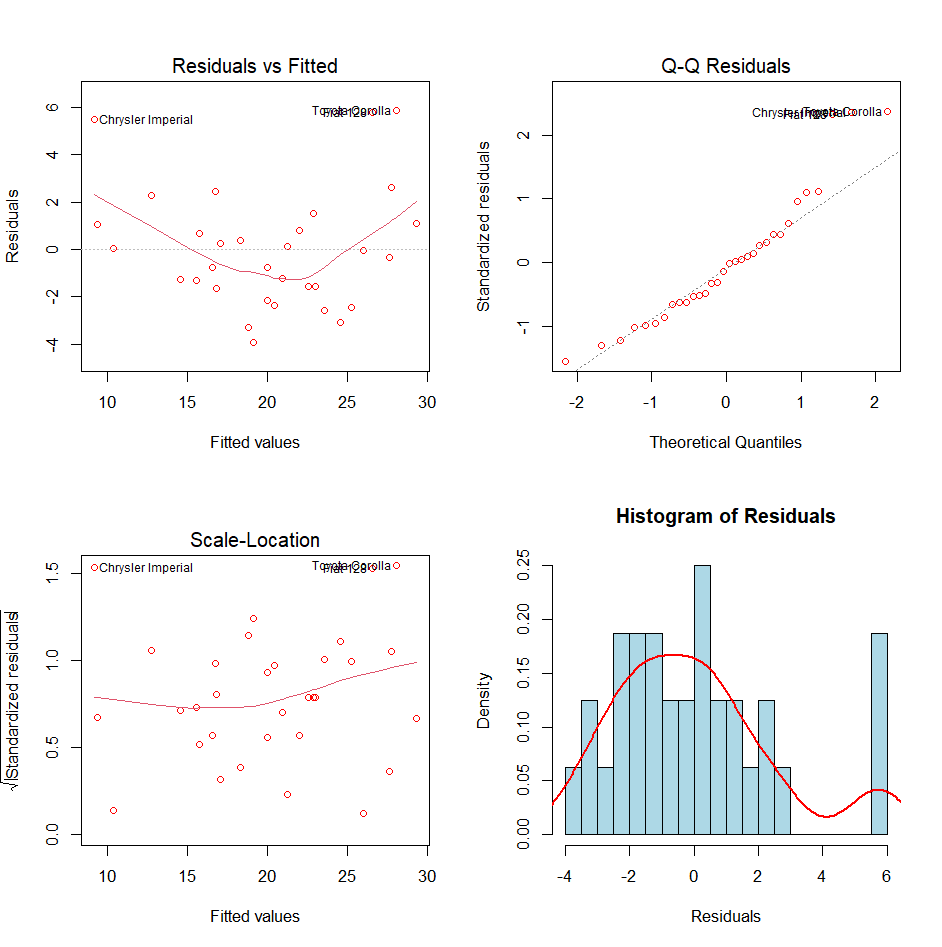 Residuals vs Fitted
Residuals
6
4
2
0
-2
-4
Chrysler Imperial
Fiat 128
Toyota Corolla
10 15 20 25 30
Fitted values
Q-Q Residuals
Standardized residuals
2
1
0
-1
Chrysler Imperial
Fiat 128
Toyota Corolla
-2 -1 0 1 2
Theoretical Quantiles
Scale-Location
√|Standardized residuals|
1.5
1.0
0.5
0.0
Chrysler Imperial
Fiat 128
Toyota Corolla
10 15 20 25 30
Fitted values
Histogram of Residuals
Density
0.25
0.20
0.15
0.10
0.05
0.00
-4 -2 0 2 4 6
Residuals